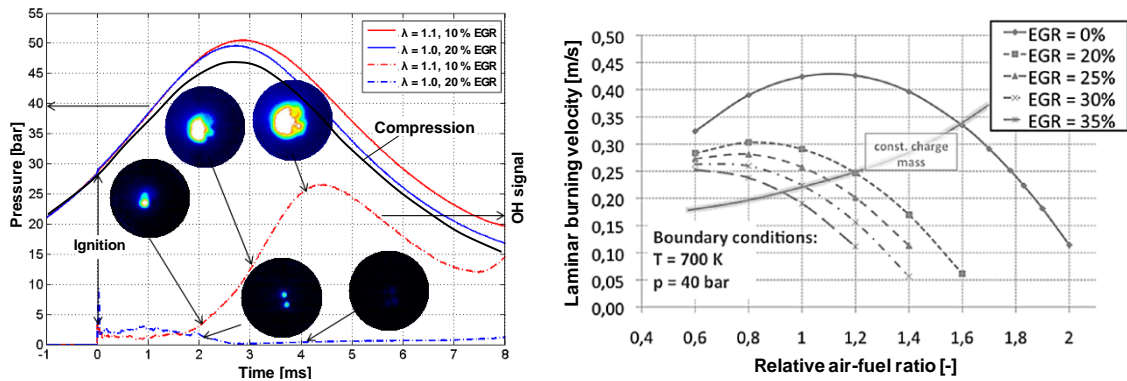 55
50
45
40
35
30
25
20
15
10
5
0
-1
0
1
2
3
4
5
6
7
8
Pressure [bar]
Time [ms]
OH signal
λ = 1.1, 10 % EGR
λ = 1.0, 20 % EGR
λ = 1.1, 10 % EGR
λ = 1.0, 20 % EGR
Compression
Ignition
Laminar burning velocity [m/s]
0,50
0,45
0,40
0,35
0,30
0,25
0,20
0,15
0,10
0,05
0,00
0,4
0,6
0,8
1
1,2
1,4
1,6
1,8
2
2,2
Relative air-fuel ratio [-]
EGR = 0%
EGR = 20%
EGR = 25%
EGR = 30%
EGR = 35%
const. charge
mass
Boundary conditions:
T = 700 K
p = 40 bar